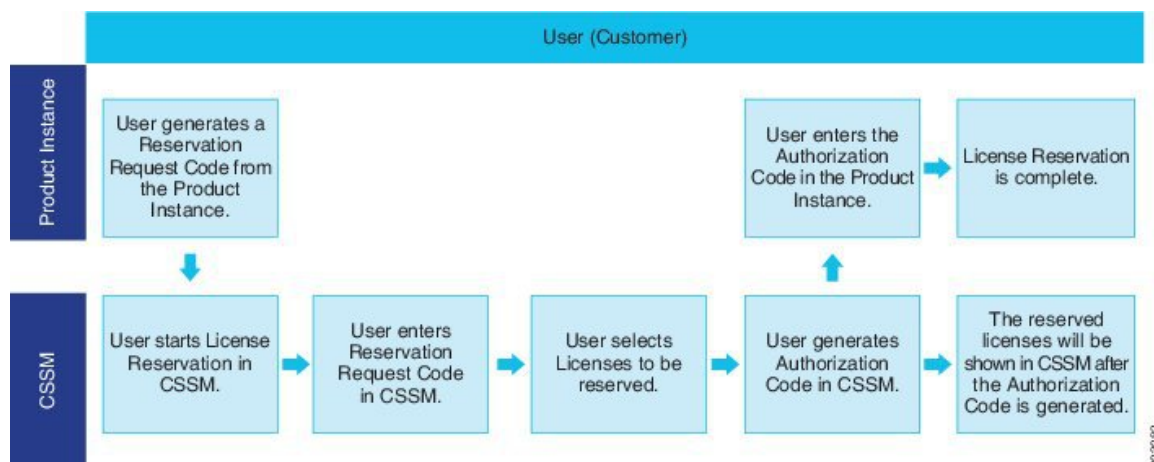 User (Customer)
Product Instance
User generates a
Reservation
Request Code from
the Product
Instance.
User enters the
Authorization
Code in the Product
Instance.
License Reservation
is complete.
CSSM
User starts License
Reservation in
CSSM.
User enters
Reservation
Request Code
in CSSM.
User selects
Licenses to be
reserved.
User generates
Authorization
Code in CSSM.
The reserved
licenses will be
shown in CSSM after
the Authorization
Code is generated.